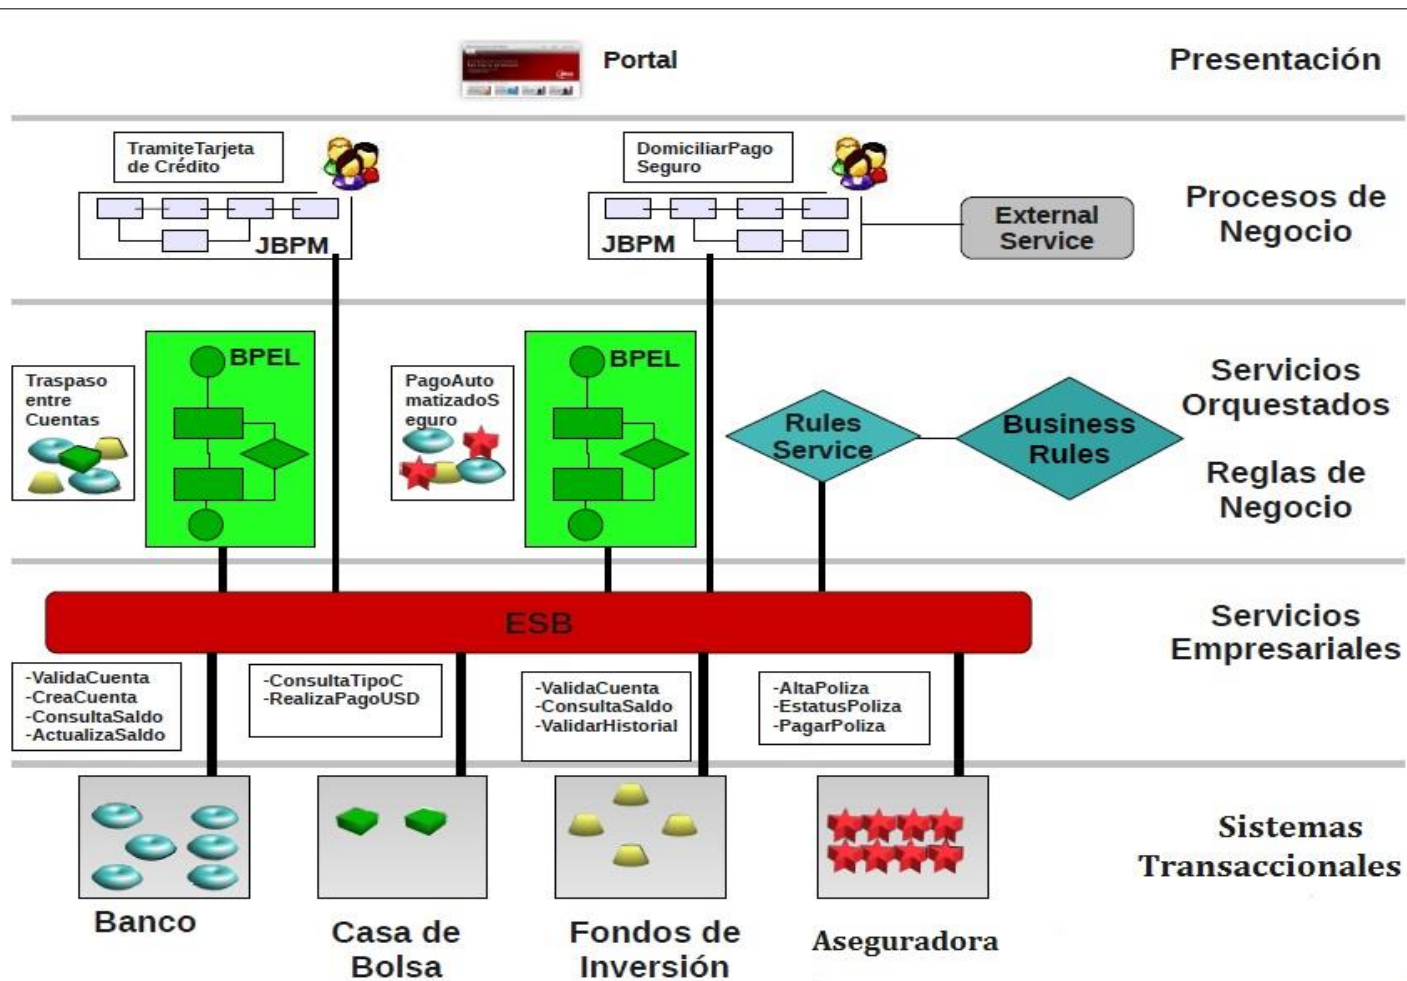 Portal
Presentación
TramiteTarjeta
de Crédito
JBPM
DomiciliarPago
Seguro
JBPM
External
Service
Procesos de
Negocio
Traspaso
entre
Cuentas
BPEL
PagoAuto
matizadoS
eguro
BPEL
Rules
Service
Business
Rules
Servicios
Orquestados
Reglas de
Negocio
ESB
Servicios
Empresariales
-ValidaCuenta
-CreaCuenta
-ConsultaSaldo
-ActualizaSaldo
-ConsultaTipoC
-RealizaPagoUSD
-ValidaCuenta
-ConsultaSaldo
-ValidarHistorial
-AltaPoliza
-EstatusPoliza
-PagarPoliza
Sistemas
Transaccionales
Banco
Casa de
Bolsa
Fondos de
Inversión
Aseguradora